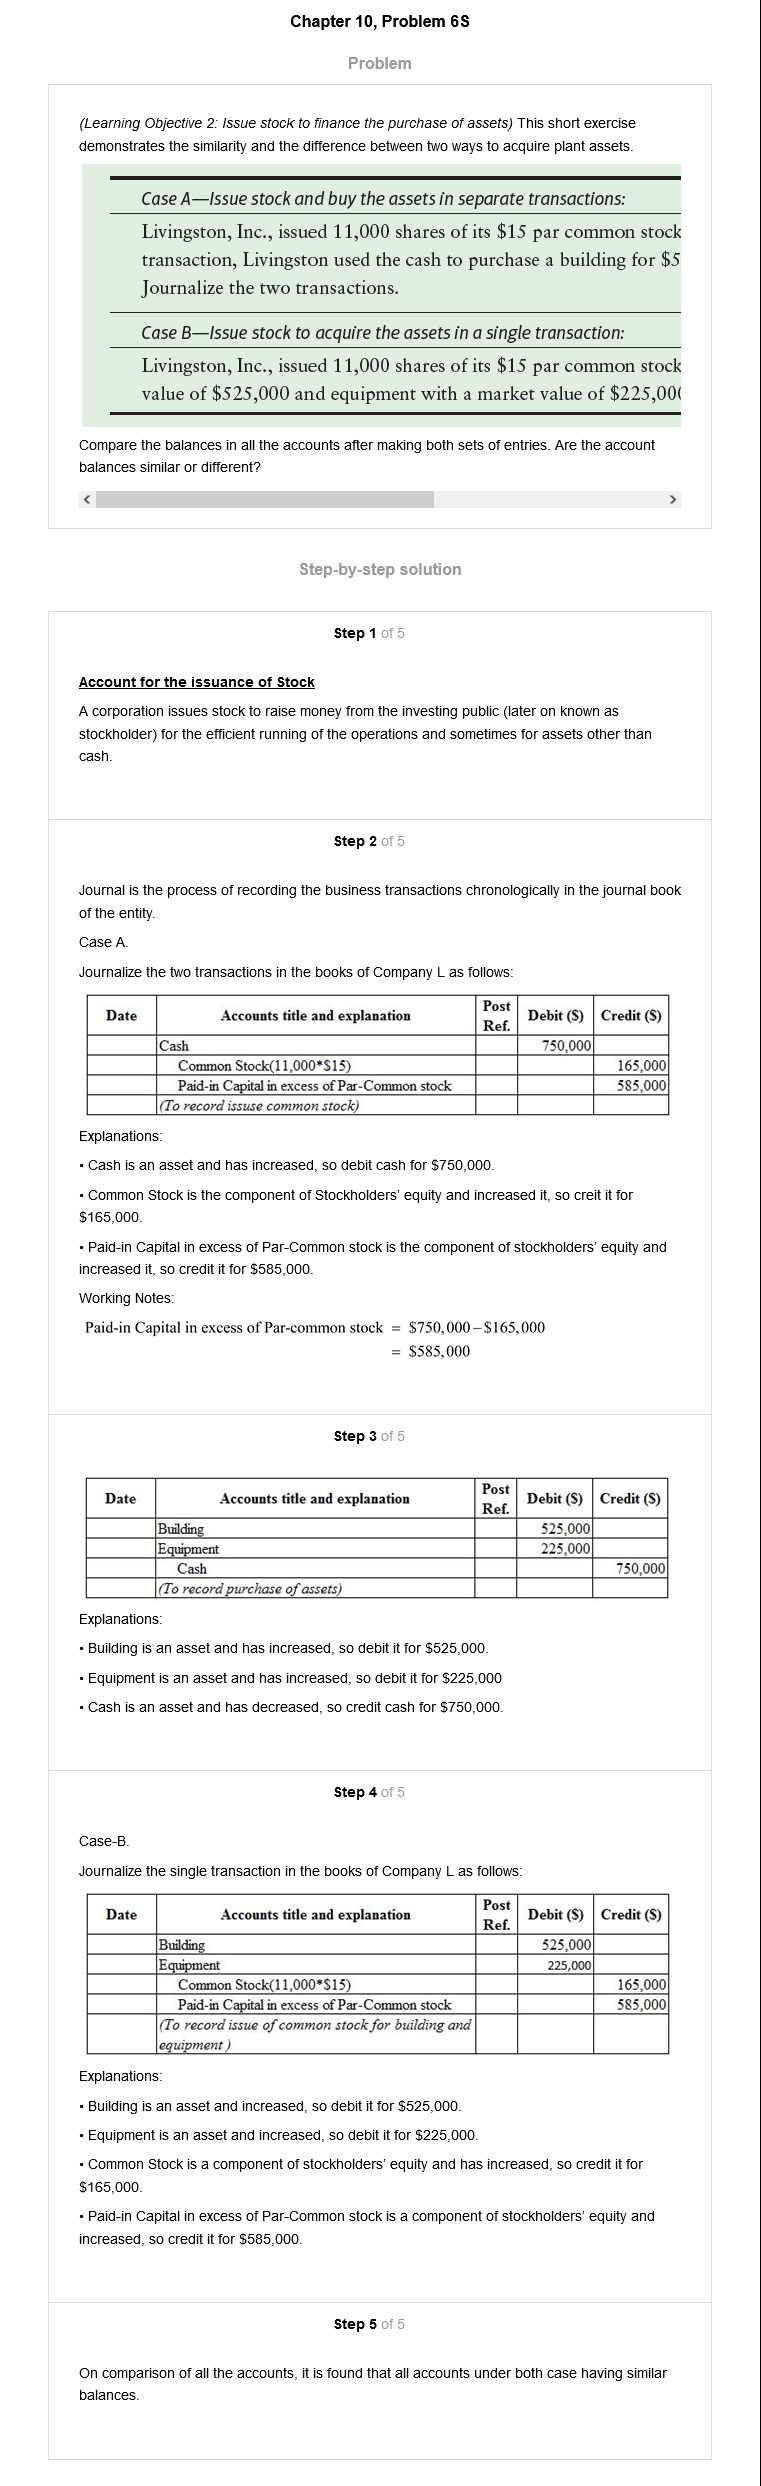 Chapter 10, Problem 6S
Problem
(Learning Objective 2: Issue stock to finance the purchase of assets) This short exercise
demonstrates the similarity and the difference between two ways to acquire plant assets.
Case A—Issue stock and buy the assets in separate transactions:
Livingston, Inc., issued 11,000 shares of its $15 par common stock
transaction, Livingston used the cash to purchase a building for $5
Journalize the two transactions.
Case B—Issue stock to acquire the assets in a single transaction:
Livingston, Inc., issued 11,000 shares of its $15 par common stock
value of $525,000 and equipment with a market value of $225,000
Compare the balances in all the accounts after making both sets of entries. Are the account
balances similar or different?
Step-by-step solution
Step 1 of 5
Account for the issuance of Stock
A corporation issues stock to raise money from the investing public (later on known as
stockholder) for the efficient running of the operations and sometimes for assets other than
cash.
Step 2 of 5
Journal is the process of recording the business transactions chronologically in the journal book
of the entity.
Case A.
Journalize the two transactions in the books of Company L as follows:
Date Accounts title and explanation Post Ref. Debit ($) Credit ($)
Cash 750,000
Common Stock(11,000*$15) 165,000
Paid-in Capital in excess of Par-Common stock 585,000
(To record issuse common stock)
Explanations:
• Cash is an asset and has increased, so debit cash for $750,000.
• Common Stock is the component of Stockholders' equity and increased it, so creit it for
$165,000.
• Paid-in Capital in excess of Par-Common stock is the component of stockholders' equity and
increased it, so credit it for $585,000.
Working Notes:
Paid-in Capital in excess of Par-common stock = $750,000 – $165,000
= $585,000
Step 3 of 5
Date Accounts title and explanation Post Ref. Debit ($) Credit ($)
Building 525,000
Equipment 225,000
Cash 750,000
(To record purchase of assets)
Explanations:
• Building is an asset and has increased, so debit it for $525,000.
• Equipment is an asset and has increased, so debit it for $225,000
• Cash is an asset and has decreased, so credit cash for $750,000.
Step 4 of 5
Case-B.
Journalize the single transaction in the books of Company L as follows:
Date Accounts title and explanation Post Ref. Debit ($) Credit ($)
Building 525,000
Equipment 225,000
Common Stock(11,000*$15) 165,000
Paid-in Capital in excess of Par-Common stock 585,000
(To record issue of common stock for building and
equipment )
Explanations:
• Building is an asset and increased, so debit it for $525,000.
• Equipment is an asset and increased, so debit it for $225,000.
• Common Stock is a component of stockholders' equity and has increased, so credit it for
$165,000.
• Paid-in Capital in excess of Par-Common stock is a component of stockholders' equity and
increased, so credit it for $585,000.
Step 5 of 5
On comparison of all the accounts, it is found that all accounts under both case having similar
balances.